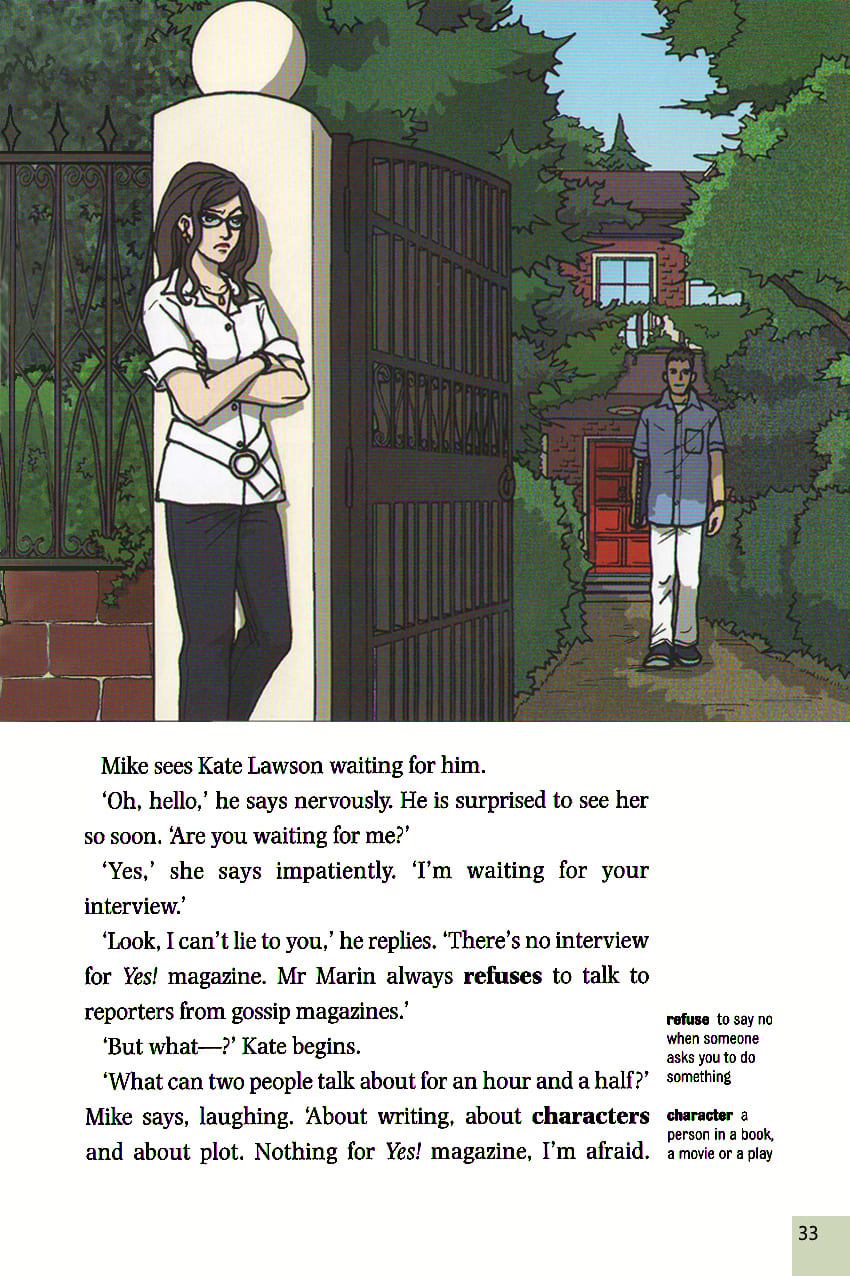 Mike sees Kate Lawson waiting for him.
‘Oh, hello,’ he says nervously. He is surprised to see her
so soon. ‘Are you waiting for me?’
‘Yes,’ she says impatiently. ‘I’m waiting for your
interview.’
‘Look, I can’t lie to you,’ he replies. ‘There’s no interview
for Yes! magazine. Mr Marin always refuses to talk to
reporters from gossip magazines.’
‘But what—?’ Kate begins.
‘What can two people talk about for an hour and a half?’
Mike says, laughing. ‘About writing, about characters
and about plot. Nothing for Yes! magazine, I’m afraid.
refuse to say no
when someone
asks you to do
something
character a
person in a book,
a movie or a play
33